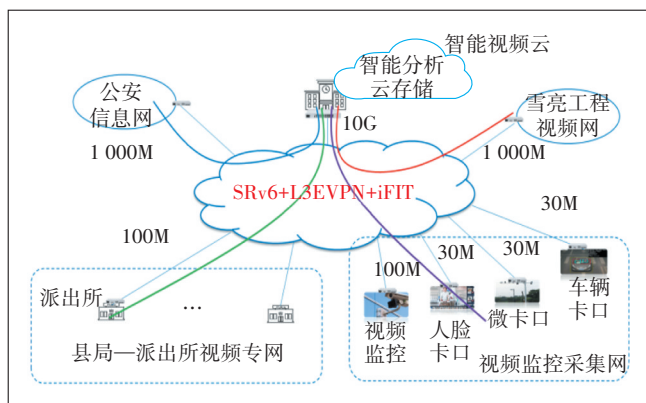 智能视频云
智能分析
云存储
公安
信息网
雪亮工程
视频网
10G
1 000M
1 000M
SRv6+L3EVPN+iFIT
30M
100M
30M
30M
100M
派出所
…
车辆
卡口
微卡口
视频
监控
人脸
卡口
县局—派出所视频专网
视频监控采集网